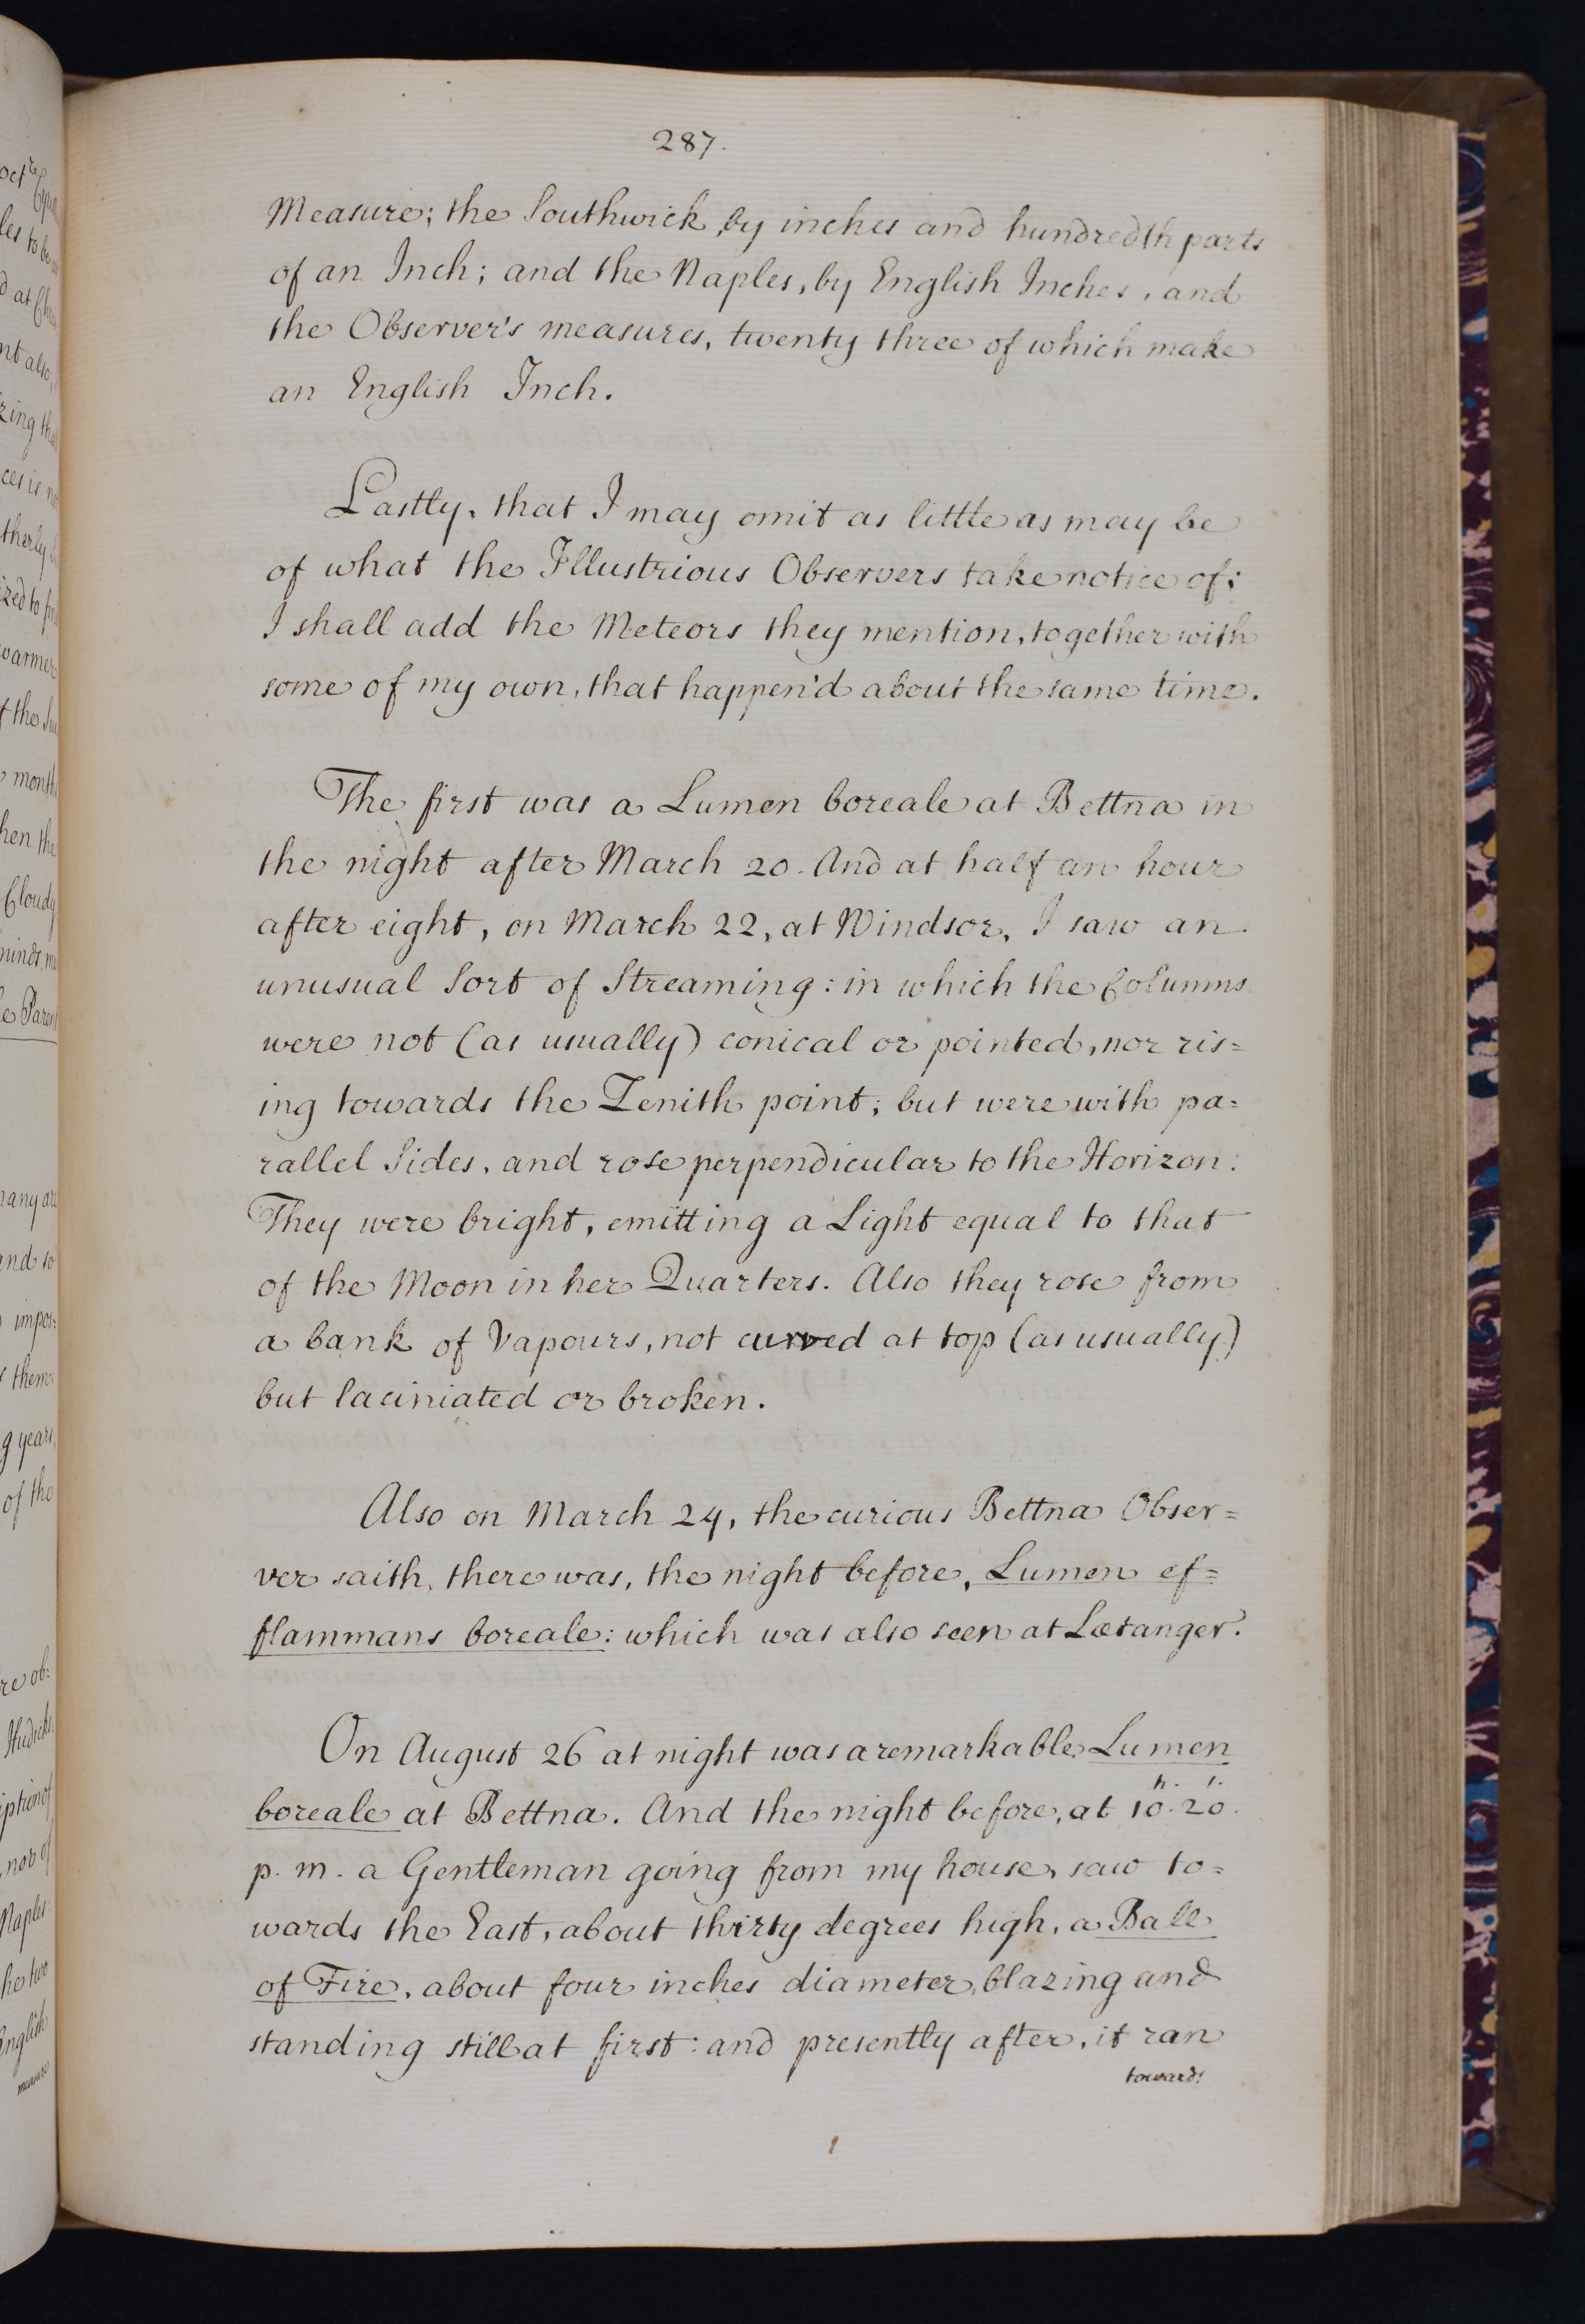 287.
Measure; the Southwick, by inches and hundredth parts
of an Inch; and the Naples, by English Inches, and
the Observer's measures, twenty three of which make
an English Inch.
Lastly, that I may omit as little as may be
of what the Illustrious Observers take notice of;
I shall add the Meteors they mention, together with
some of my own, that happen'd about the same time.
The first was a Lumen boreale at Bettna in
the night after March 20. And at half an hour
after eight, on March 22, at Windsor, I saw an
unusual Sort of Streaming: in which the Columns
were not (as usually) conical or pointed, nor ris=
ing towards the Zenith point; but were with pa=
rallel Sides, and rose perpendicular to the Horizon:
They were bright, emitting a Light equal to that
of the Moon in her Quarters. Also they rose from
a bank of Vapours, not curved at top (as usually)
but laciniated or broken.
Also on March 24, the curious Bettna Obser=
ver saith, there was, the night before, Lumen ef=
flammans boreale: which was also seen at Lœtanger.
On August 26 at night was a remarkable Lumen
boreale at Bettna. And the night before, at 10.h. 20.'
p. m. a Gentleman going from my house, saw to=
wards the East, about thirty degrees high, a Ball
of Fire, about four inches diameter, blazing and
standing still at first: and presently after, it ran
towards